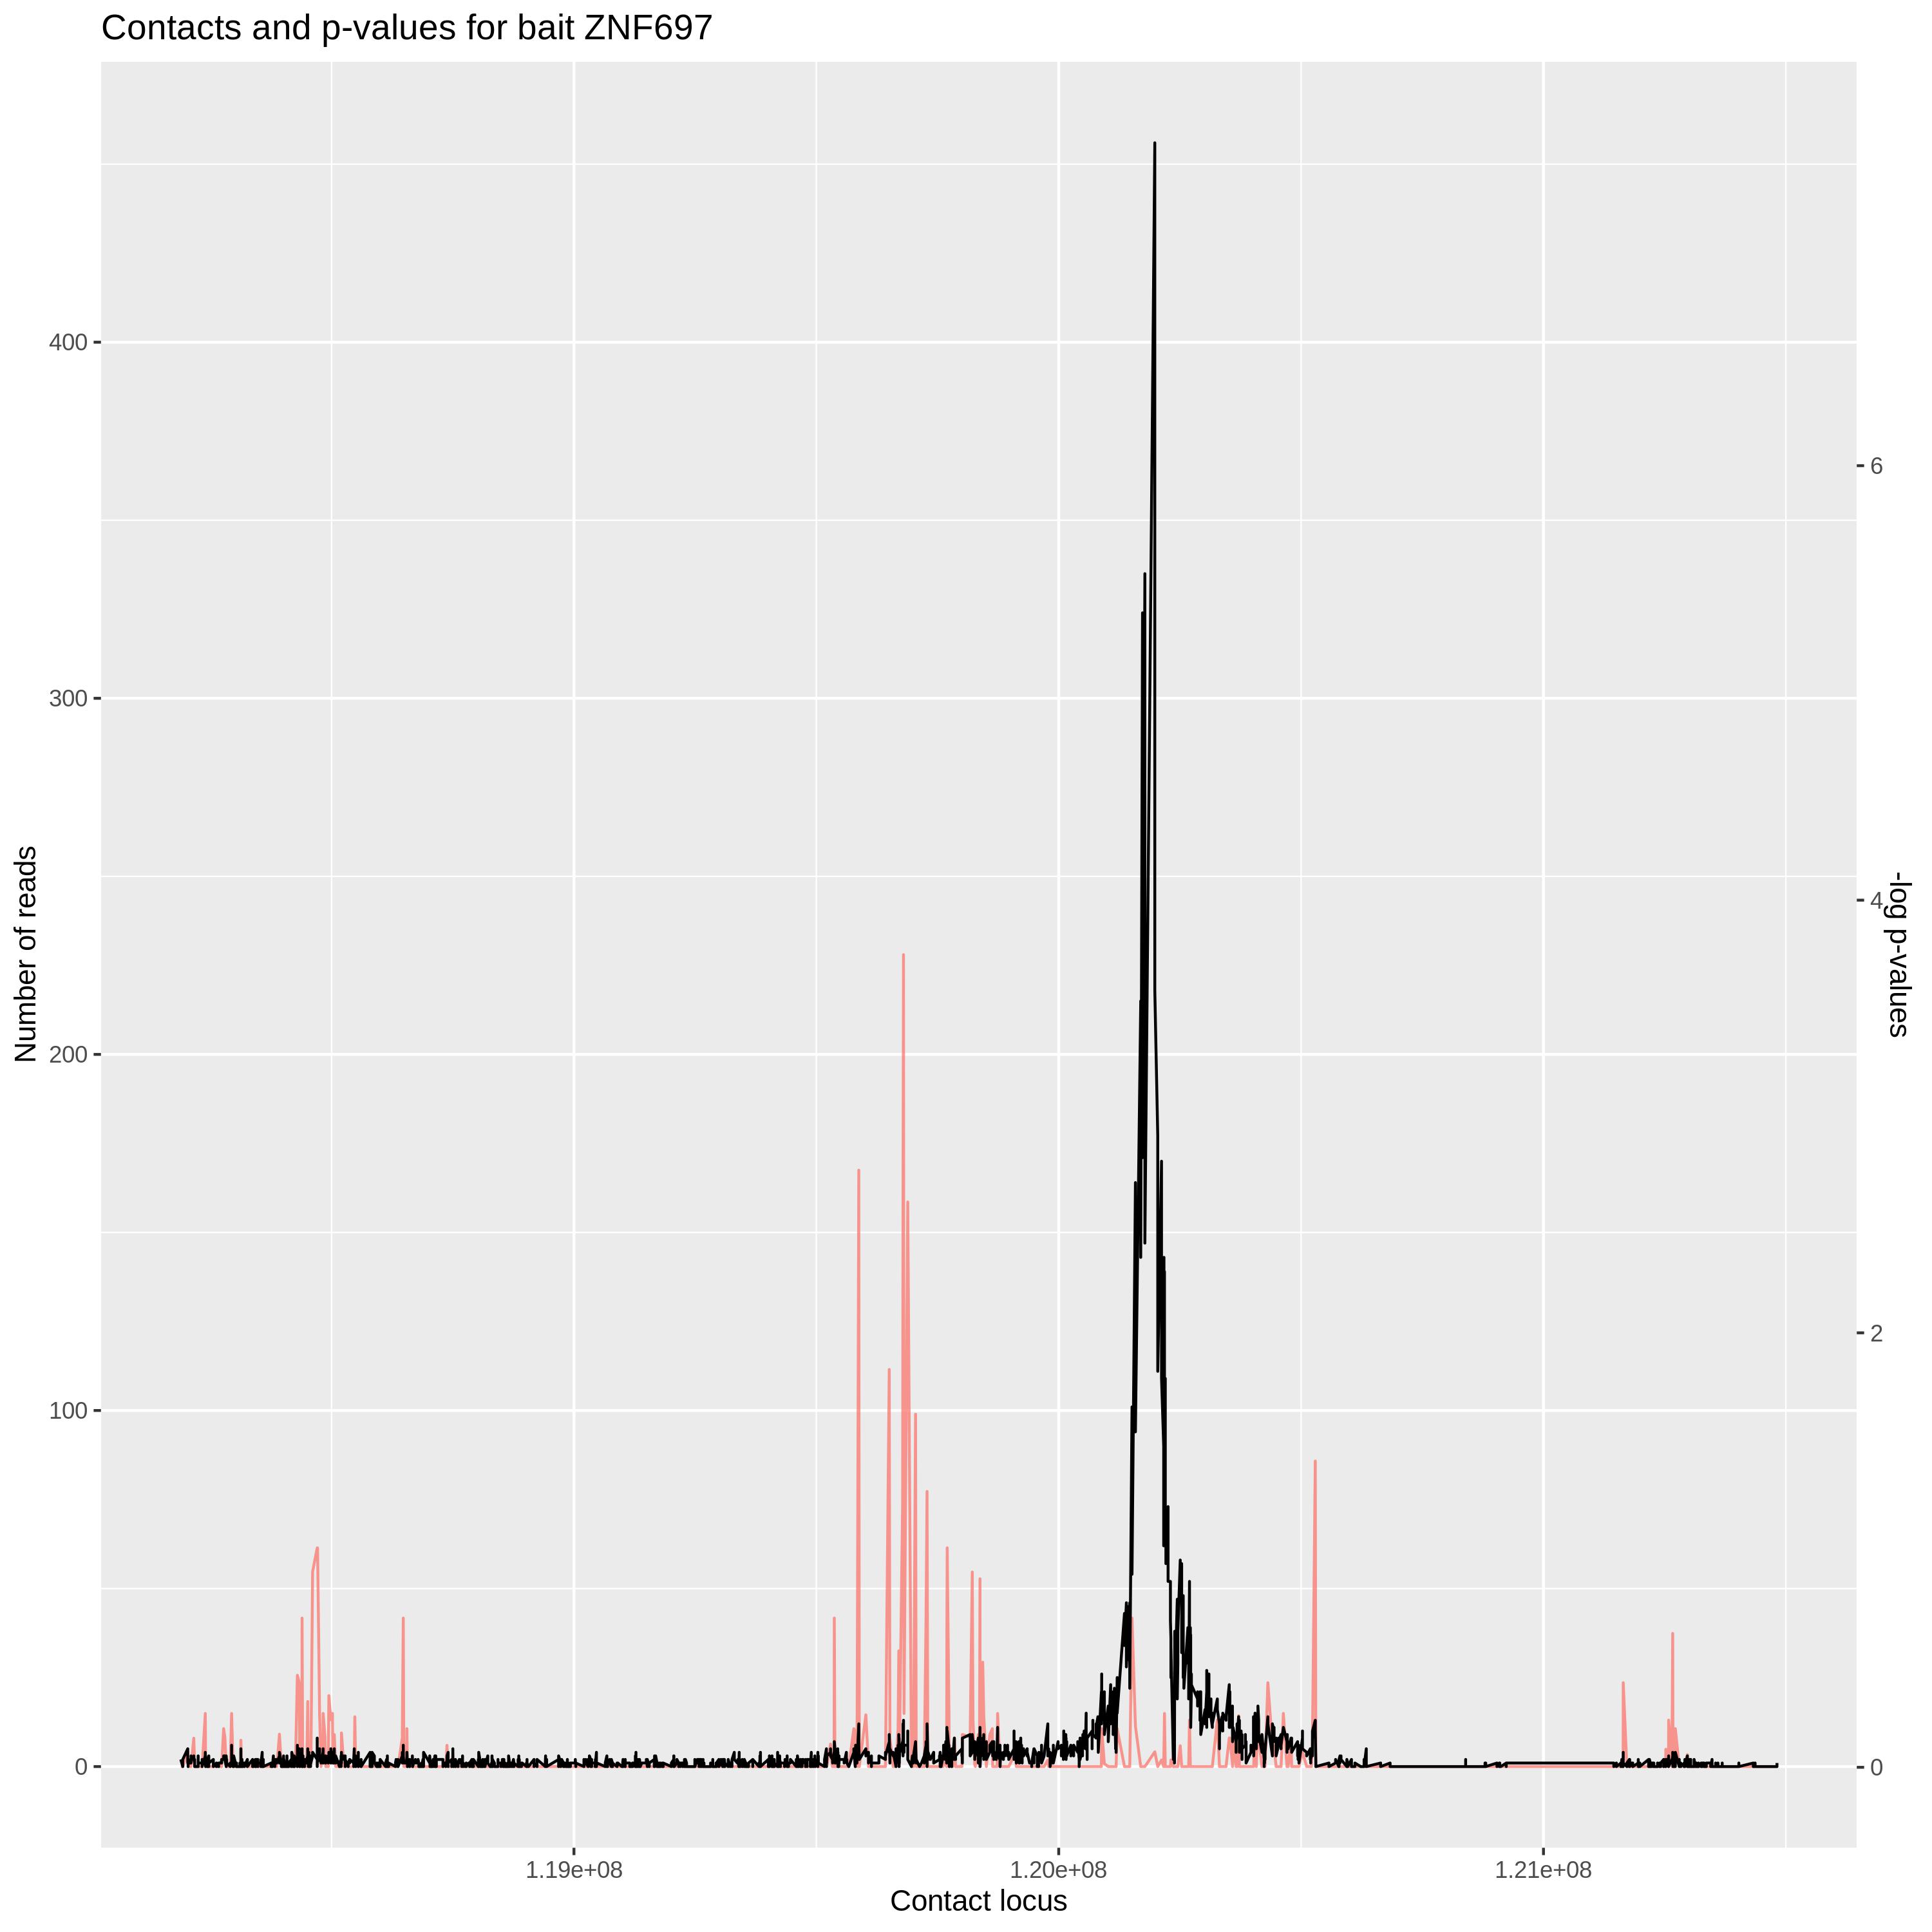 Contacts and p-values for bait ZNF697
Number of reads
400
300
200
100
0
6
4
2
0
-log p-values
1.19e+08
1.20e+08
1.21e+08
Contact locus